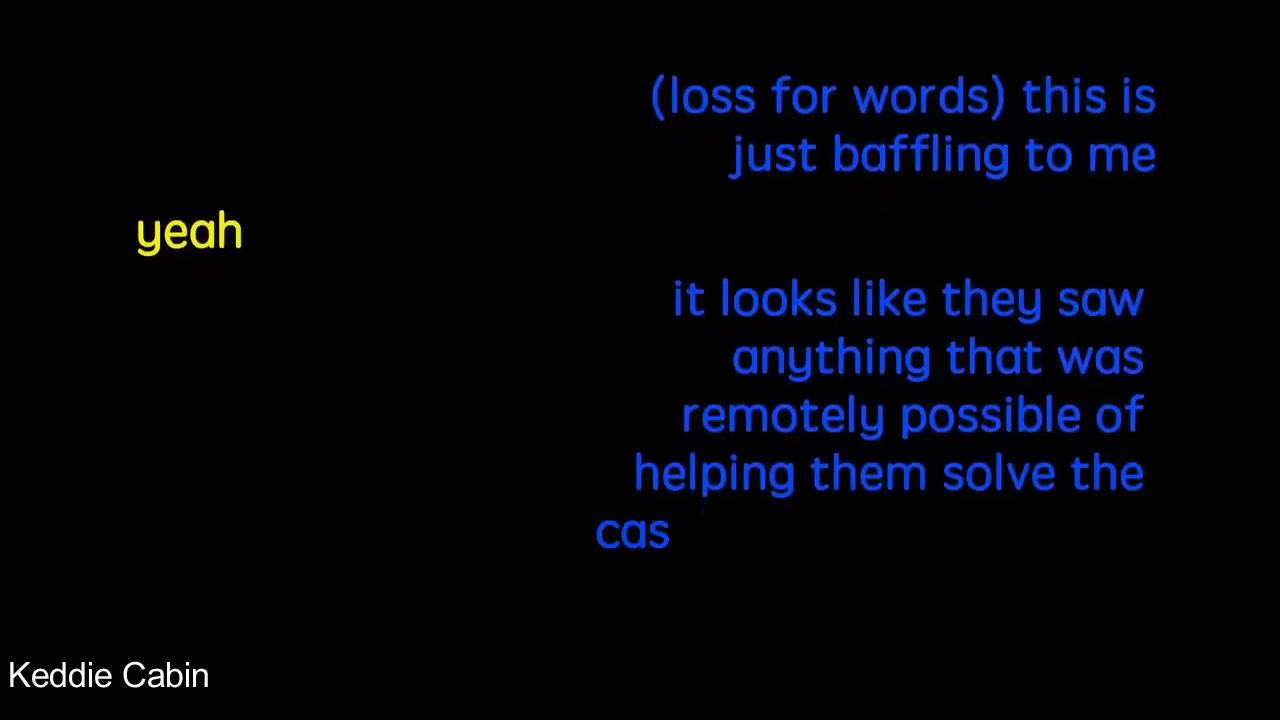 (loss for words) this is
just baffling to me
yeah
it looks like they saw
anything that was
remotely possible of
helping them solve the
cas
Keddie Cabin